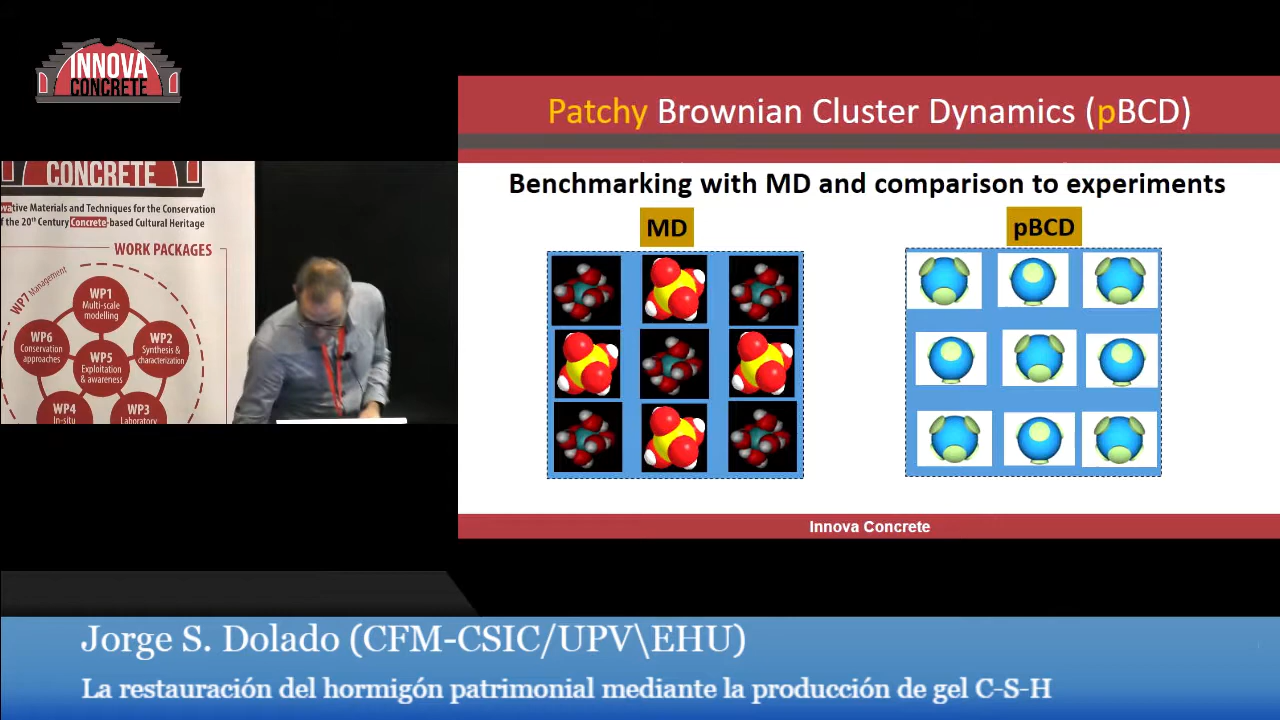 INNOVA
CONCRETE
Patchy Brownian Cluster Dynamics (pBCD)
Benchmarking with MD and comparison to experiments
MD
pBCD
Innova Concrete
CONCRETE
vative Materials and Techniques for the Conservation
f the 20th Century Concrete-based Cultural Heritage
WORK PACKAGES
WP7 Management
WP1
Multi-scale
modelling
WP6
Conservation
approaches
WP2
Synthesis &
characterization
WP5
Exploitation
& awareness
WP4
In-situ
WP3
Laboratory
Jorge S. Dolado (CFM-CSIC/UPV\EHU)
La restauración del hormigón patrimonial mediante la producción de gel C-S-H